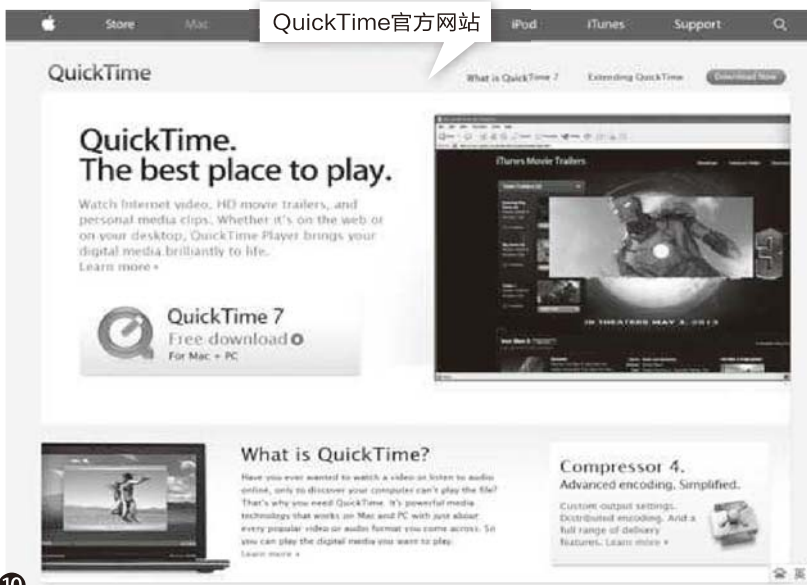 QuickTime官方网站
Store Mac iPod iTunes Support
QuickTime
What is QuickTime 7 Extending QuickTime Download Now
QuickTime.
The best place to play.
Watch Internet video, HD movie trailers, and
personal media clips. Whether it's on the web or
on your desktop, QuickTime Player brings your
digital media brilliantly to life.
Learn more
QuickTime 7
Free download
For Mac + PC
iTunes Movie Trailers
3
IN THEATERS MAY 3, 2013
What is QuickTime?
Have you ever wanted to watch a video or listen to audio
online, only to discover your computer can't play the file?
That's why you need QuickTime. It's powerful media
technology that works on Mac and PC with just about
every popular video or audio format you come across. So
you can play the digital media you want to play.
Learn more
Compressor 4.
Advanced encoding. Simplified.
Custom output settings.
Distributed encoding. And a
full range of delivery
features. Learn more
10